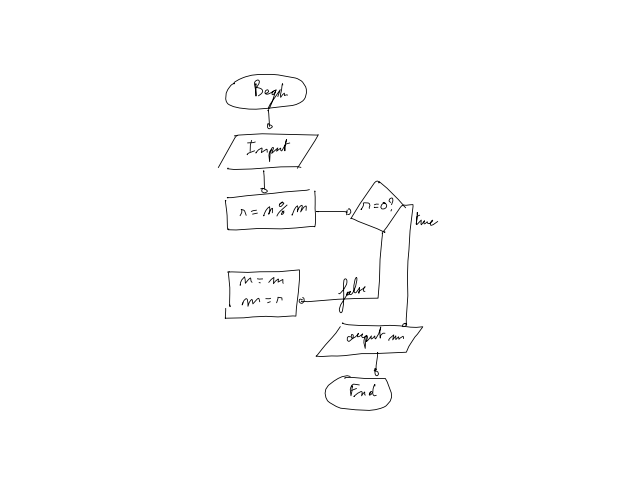 Begin
Input
r = n % m
r=0?
true
n = m
m = r
false
output m
End